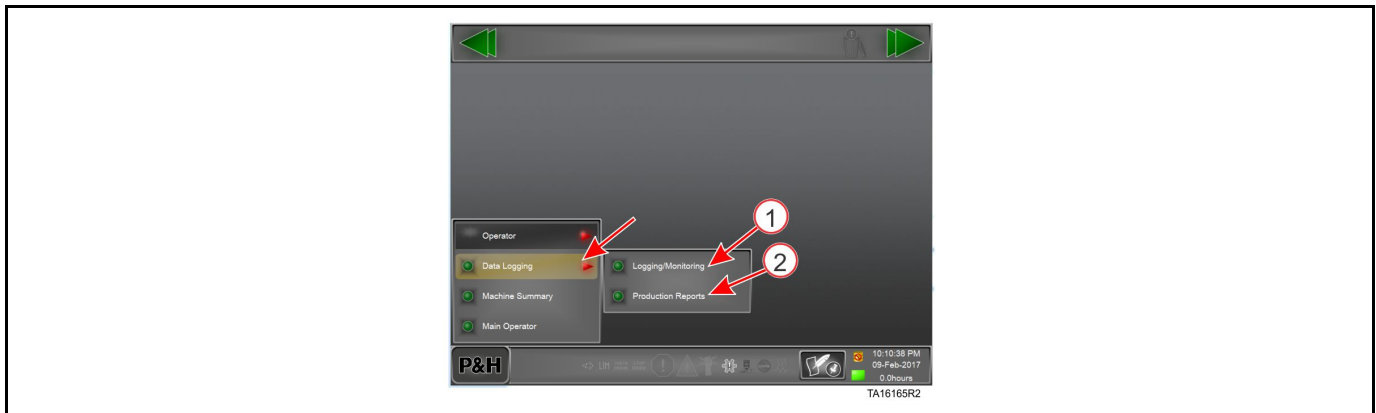 1
Operator
Data Logging
Logging/Monitoring
2
Machine Summary
Production Reports
Main Operator
P&H
LIM
10:10:38 PM
09-Feb-2017
0.0hours
TA16165R2